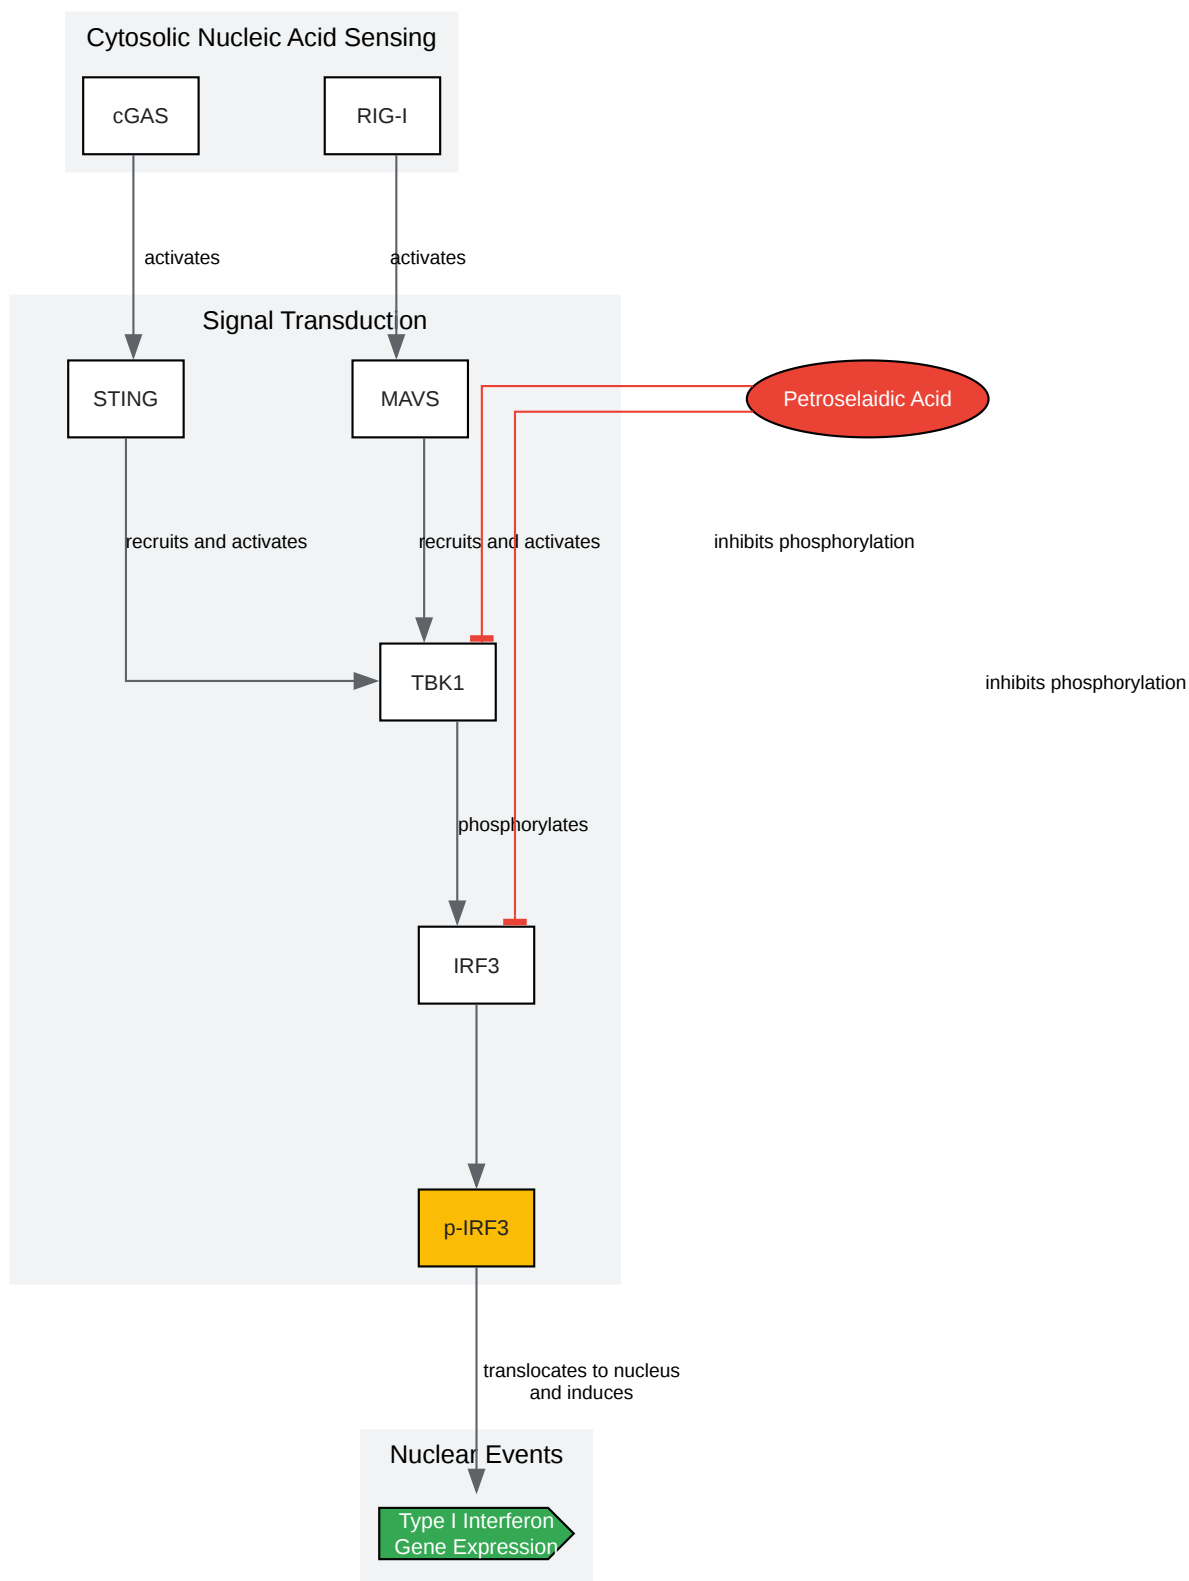 Cytosolic Nucleic Acid Sensing
cGAS
RIG-I
activates
activates
Signal Transduction
STING
MAVS
Petroselaidic Acid
recruits and activates
recruits and activates
inhibits phosphorylation
TBK1
inhibits phosphorylation
phosphorylates
IRF3
p-IRF3
translocates to nucleus
and induces
Nuclear Events
Type I Interferon
Gene Expression